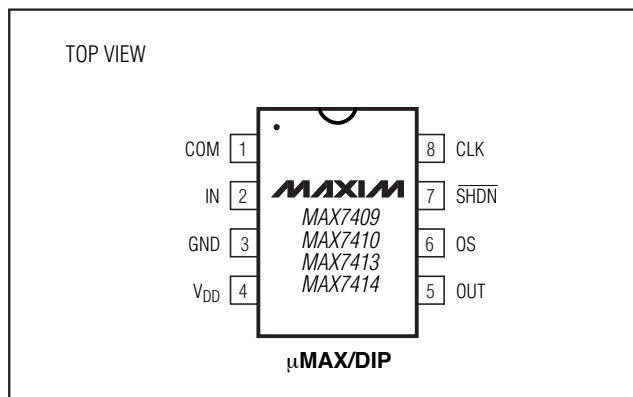 TOP VIEW
COM 1
8 CLK
IN 2
MAXIM
7 SHDN
MAX7409
MAX7410
GND 3
6 OS
MAX7413
MAX7414
VDD 4
5 OUT
μMAX/DIP